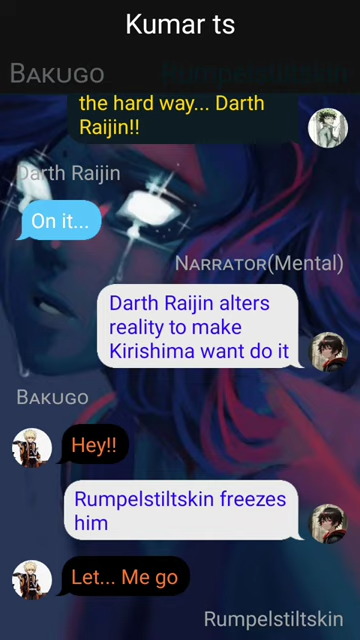 Kumar ts
BAKUGO
Rumpelstiltskin
the hard way... Darth
Raijin!!
Darth Raijin
On it...
NARRATOR(Mental)
Darth Raijin alters
reality to make
Kirishima want do it
BAKUGO
Hey!!
Rumpelstiltskin freezes
him
Let... Me go
Rumpelstiltskin